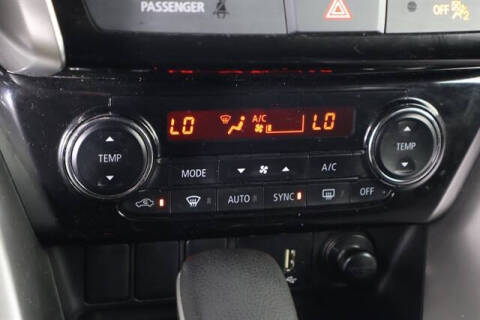 PASSENGER
OFF
LO A/C LO
TEMP TEMP
MODE A/C
AUTO SYNC OFF